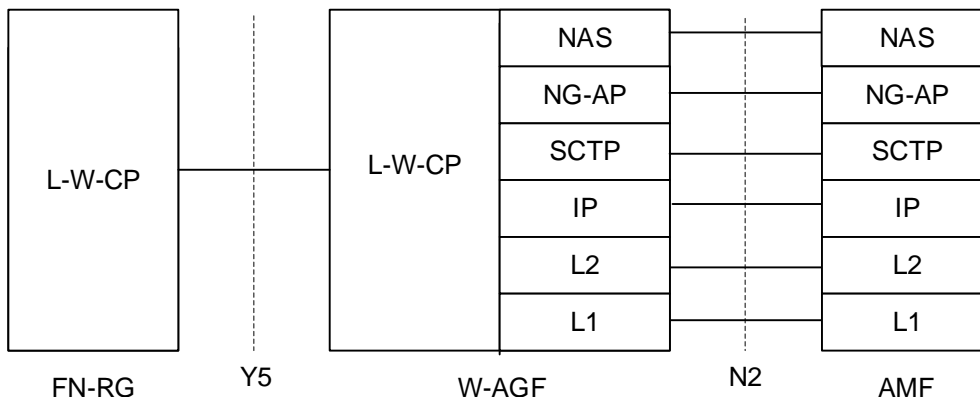 NAS NAS
NG-AP NG-AP
SCTP SCTP
L-W-CP L-W-CP
IP IP
L2 L2
L1 L1
FN-RG Y5 W-AGF N2 AMF